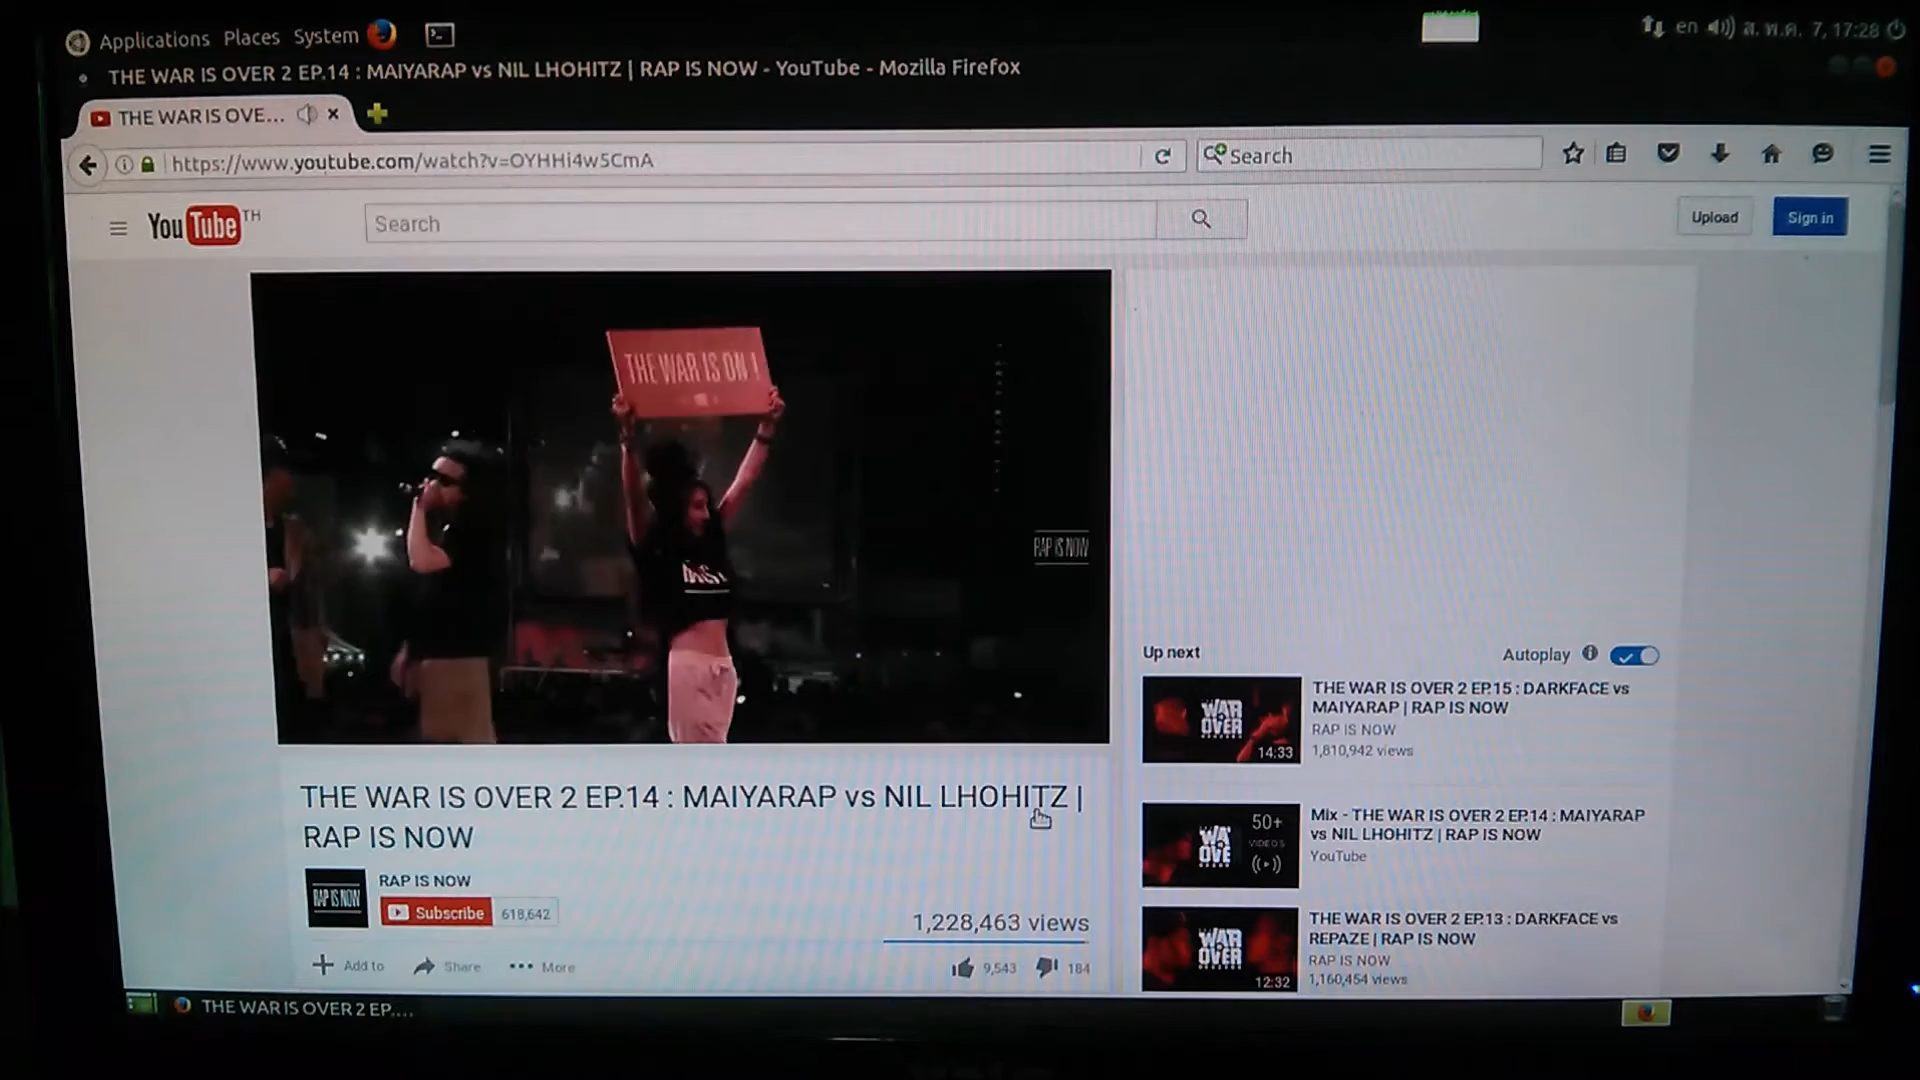 Applications Places System
en ส. พ.ค. 7, 17:28
THE WAR IS OVER 2 EP.14 : MAIYARAP vs NIL LHOHITZ | RAP IS NOW - YouTube - Mozilla Firefox
THE WAR IS OVE...
https://www.youtube.com/watch?v=OYHHi4w5CmA
Search
YouTube TH
Search
Upload
Sign in
THE WAR IS ON !
RAP IS NOW
Up next
Autoplay
THE WAR IS OVER 2 EP.15 : DARKFACE vs
MAIYARAP | RAP IS NOW
RAP IS NOW
1,810,942 views
WAR
OVER
14:33
Mix - THE WAR IS OVER 2 EP.14 : MAIYARAP
vs NIL LHOHITZ | RAP IS NOW
YouTube
50+
VIDEOS
THE WAR IS OVER 2 EP.13 : DARKFACE vs
REPAZE | RAP IS NOW
RAP IS NOW
1,160,454 views
WAR
OVER
12:32
THE WAR IS OVER 2 EP.14 : MAIYARAP vs NIL LHOHITZ |
RAP IS NOW
RAP IS NOW
RAP IS NOW
Subscribe 618,642
1,228,463 views
Add to Share More
9,543 184
THE WAR IS OVER 2 EP....